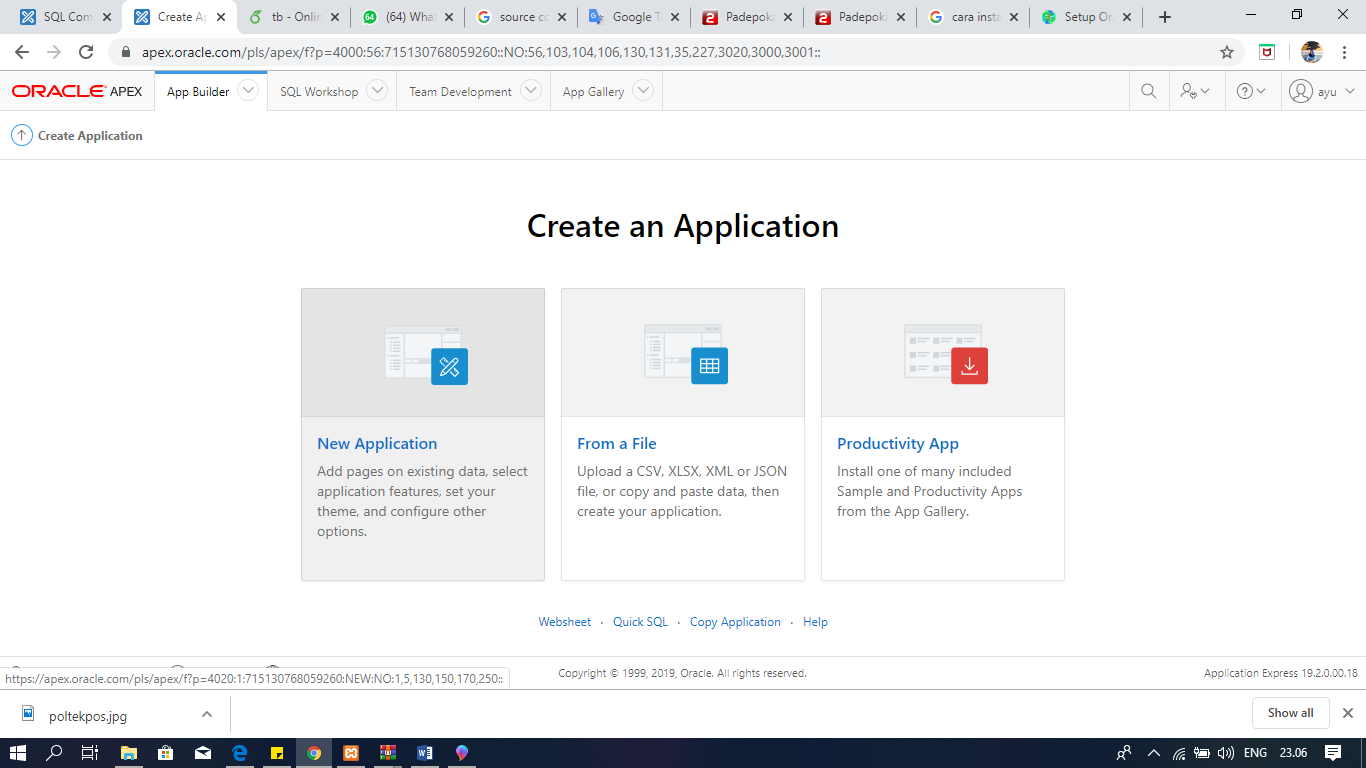 SQL Com
Create Ap
tb - Onlin
(64) Wha
source co
Google T
Padepoka
Padepoka
cara insta
Setup Or
apex.oracle.com/pls/apex/f?p=4000:56:715130768059260::NO:56,103,104,106,130,131,35,227,3020,3000,3001::
ORACLE APEX
App Builder
SQL Workshop
Team Development
App Gallery
ayu
Create Application
Create an Application
New Application
Add pages on existing data, select
application features, set your
theme, and configure other
options.
From a File
Upload a CSV, XLSX, XML or JSON
file, or copy and paste data, then
create your application.
Productivity App
Install one of many included
Sample and Productivity Apps
from the App Gallery.
Websheet · Quick SQL · Copy Application · Help
https://apex.oracle.com/pls/apex/f?p=4020:1:715130768059260:NEW:NO:1,5,130,150,170,250::
Copyright © 1999, 2019, Oracle. All rights reserved.
Application Express 19.2.0.00.18
poltekpos.jpg
Show all
ENG
23.06